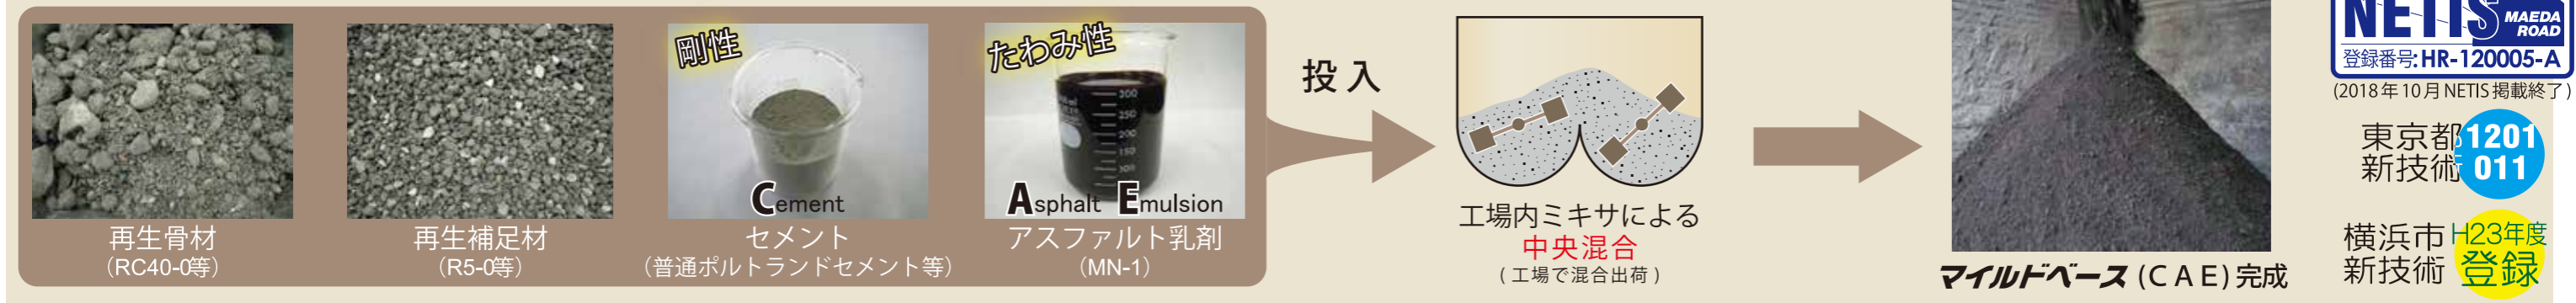 剛性
たわみ性
Cement
Asphalt Emulsion
300
250
200
150
100
再生骨材
(RC40-0等)
再生補足材
(R5-0等)
セメント
(普通ポルトランドセメント等)
アスファルト乳剤
(MN-1)
投入
工場内ミキサによる
中央混合
(工場で混合出荷)
マイルドベース(CAE)完成
NETIS
MAEDA
ROAD
登録番号:HR-120005-A
(2018年10月NETIS掲載終了)
東京都
新技術
1201
011
横浜市
新技術
H23年度
登録